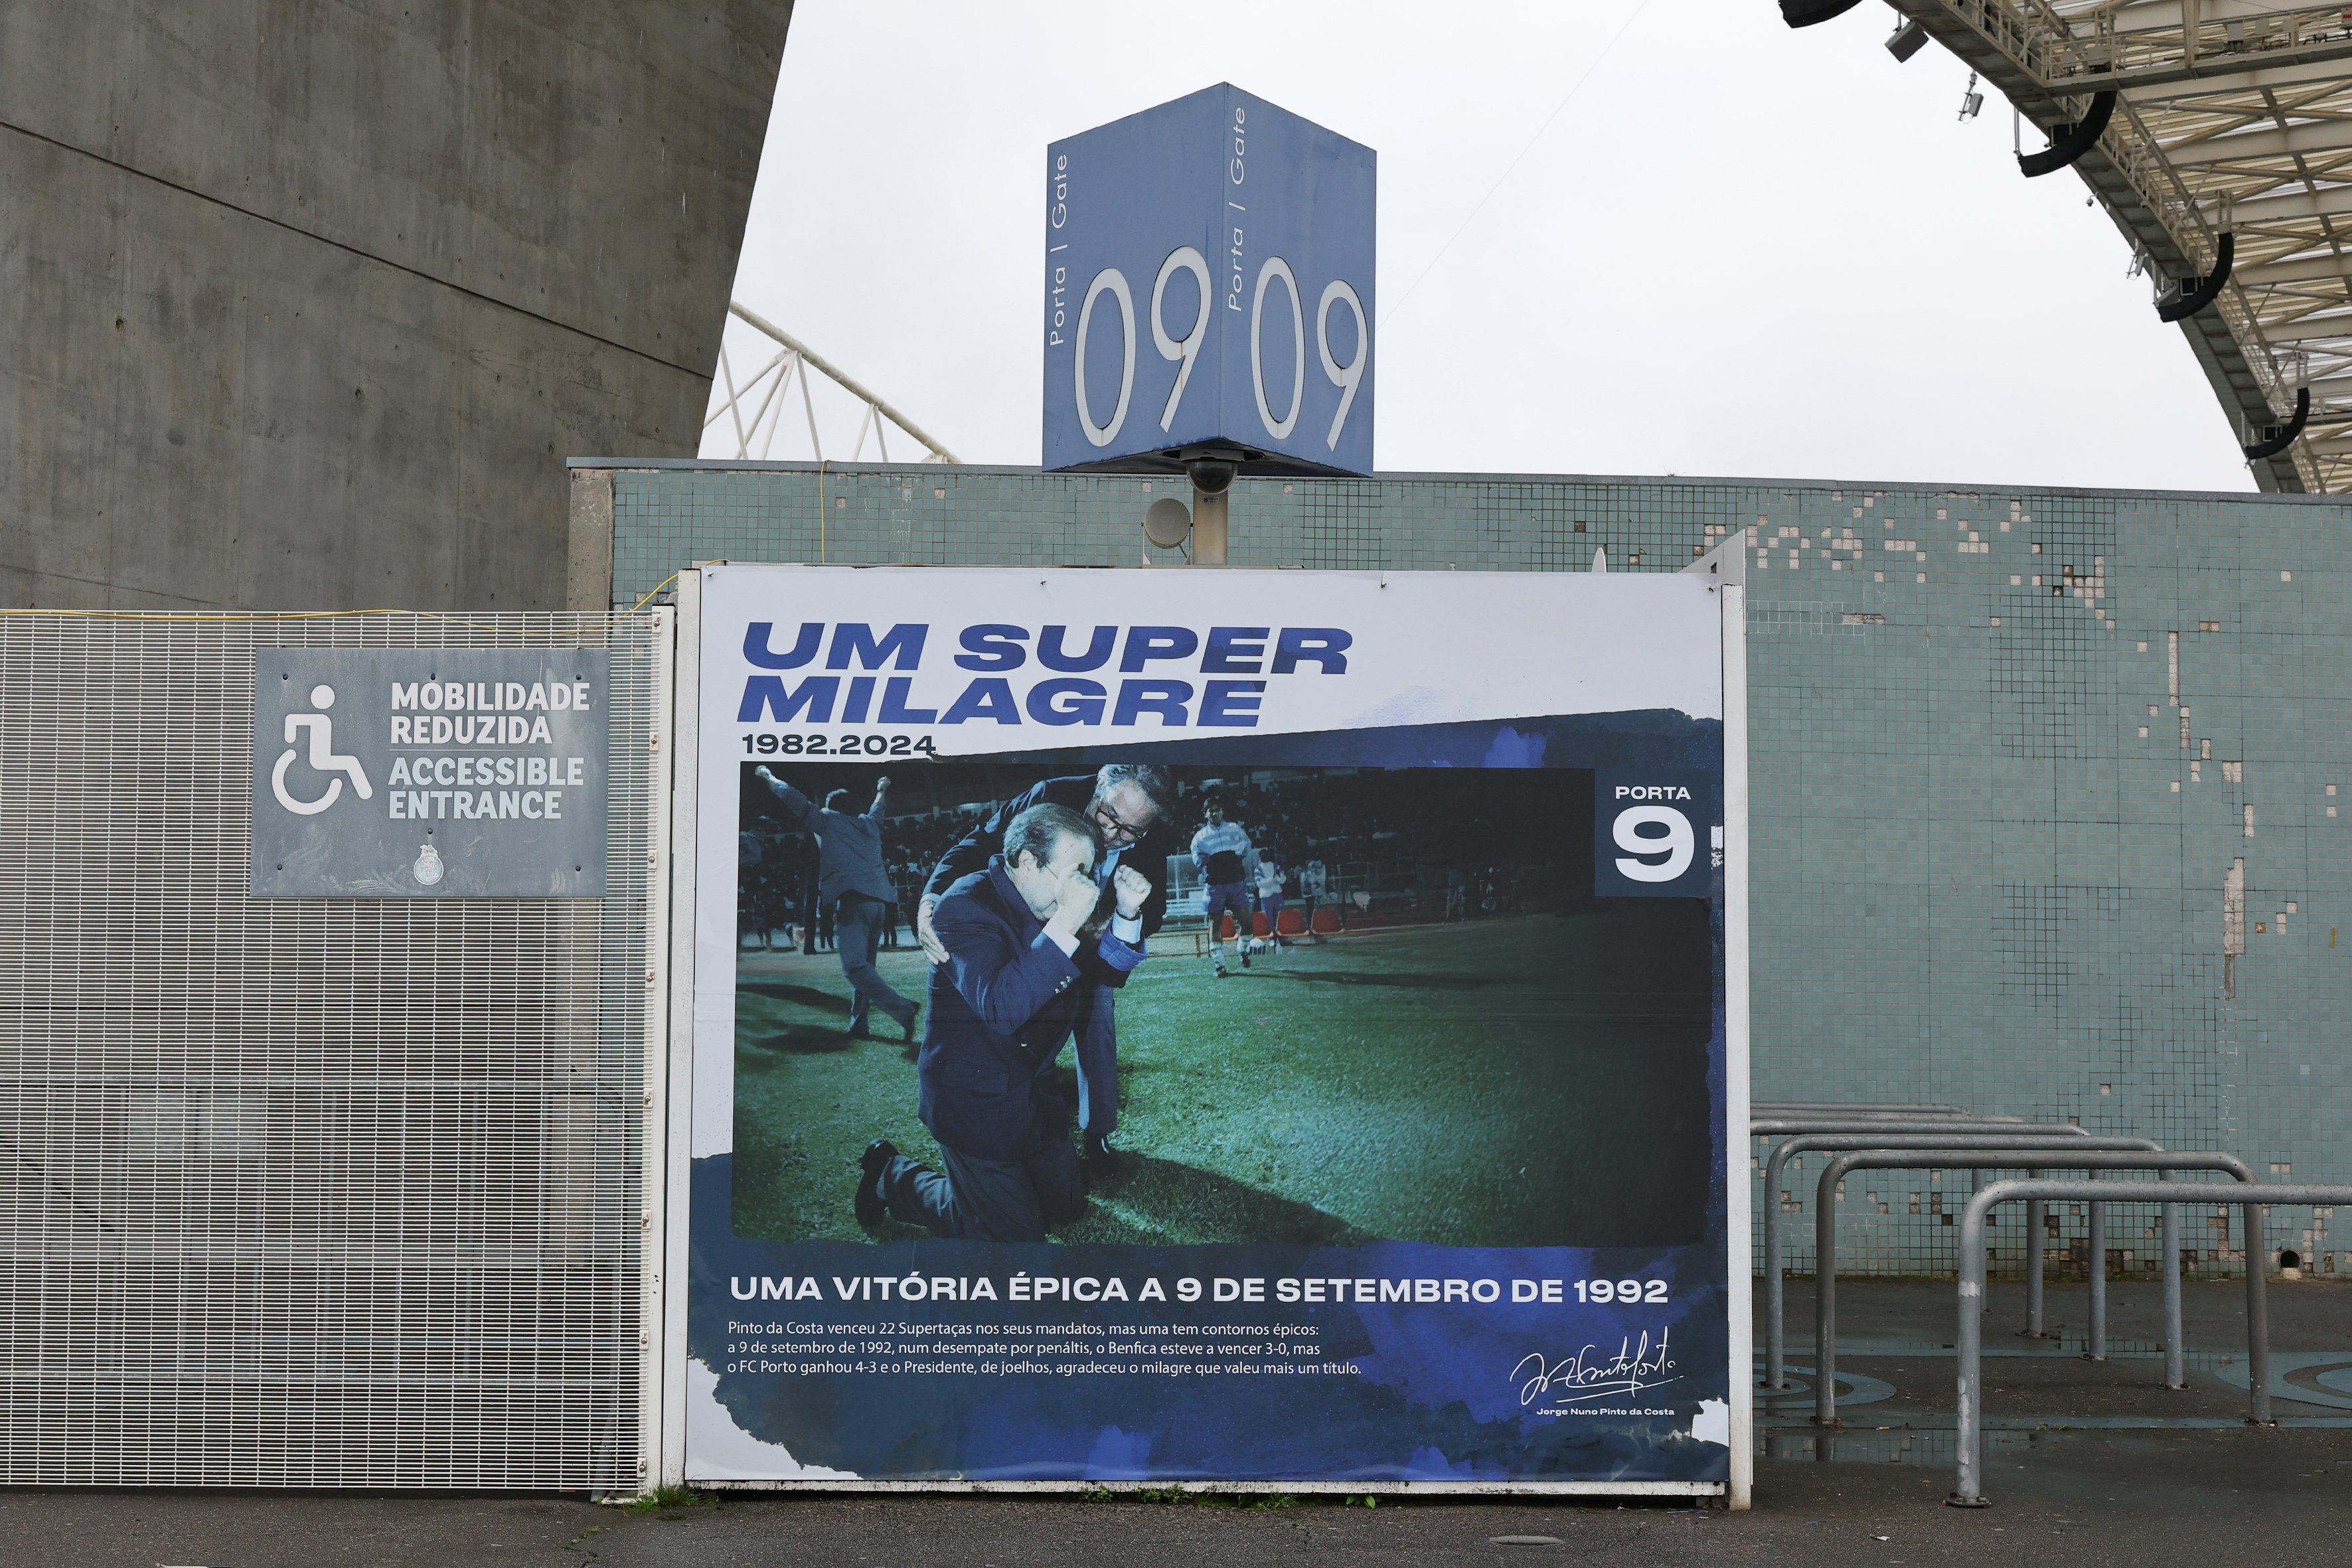 Porta | Gate
09
Porta | Gate
09
MOBILIDADE
REDUZIDA
ACCESSIBLE
ENTRANCE
UM SUPER
MILAGRE
1982.2024
PORTA
9
UMA VITÓRIA ÉPICA A 9 DE SETEMBRO DE 1992
Pinto da Costa venceu 22 Supertaças nos seus mandatos, mas uma tem contornos épicos:
a 9 de setembro de 1992, num desempate por penáltis, o Benfica esteve a vencer 3-0, mas
o FC Porto ganhou 4-3 e o Presidente, de joelhos, agradeceu o milagre que valeu mais um título.
Jorge Nuno Pinto da Costa